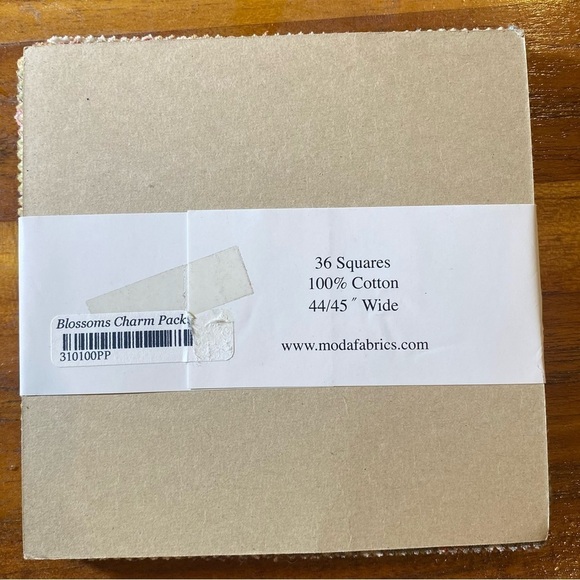 36 Squares
100% Cotton
44/45″ Wide
www.modafabrics.com
Blossoms Charm Pack
310100PP